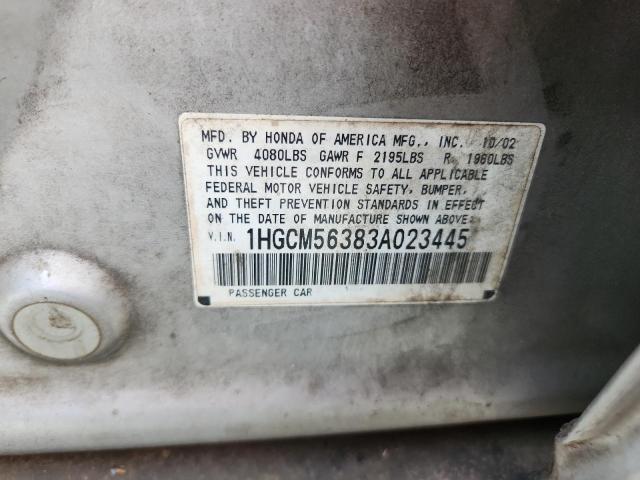 MFD. BY HONDA OF AMERICA MFG., INC. 10/02
GVWR 4080LBS GAWR F 2195LBS R 1960LBS
THIS VEHICLE CONFORMS TO ALL APPLICABLE
FEDERAL MOTOR VEHICLE SAFETY, BUMPER,
AND THEFT PREVENTION STANDARDS IN EFFECT
ON THE DATE OF MANUFACTURE SHOWN ABOVE.
V.I.N. 1HGCM56383A023445
PASSENGER CAR